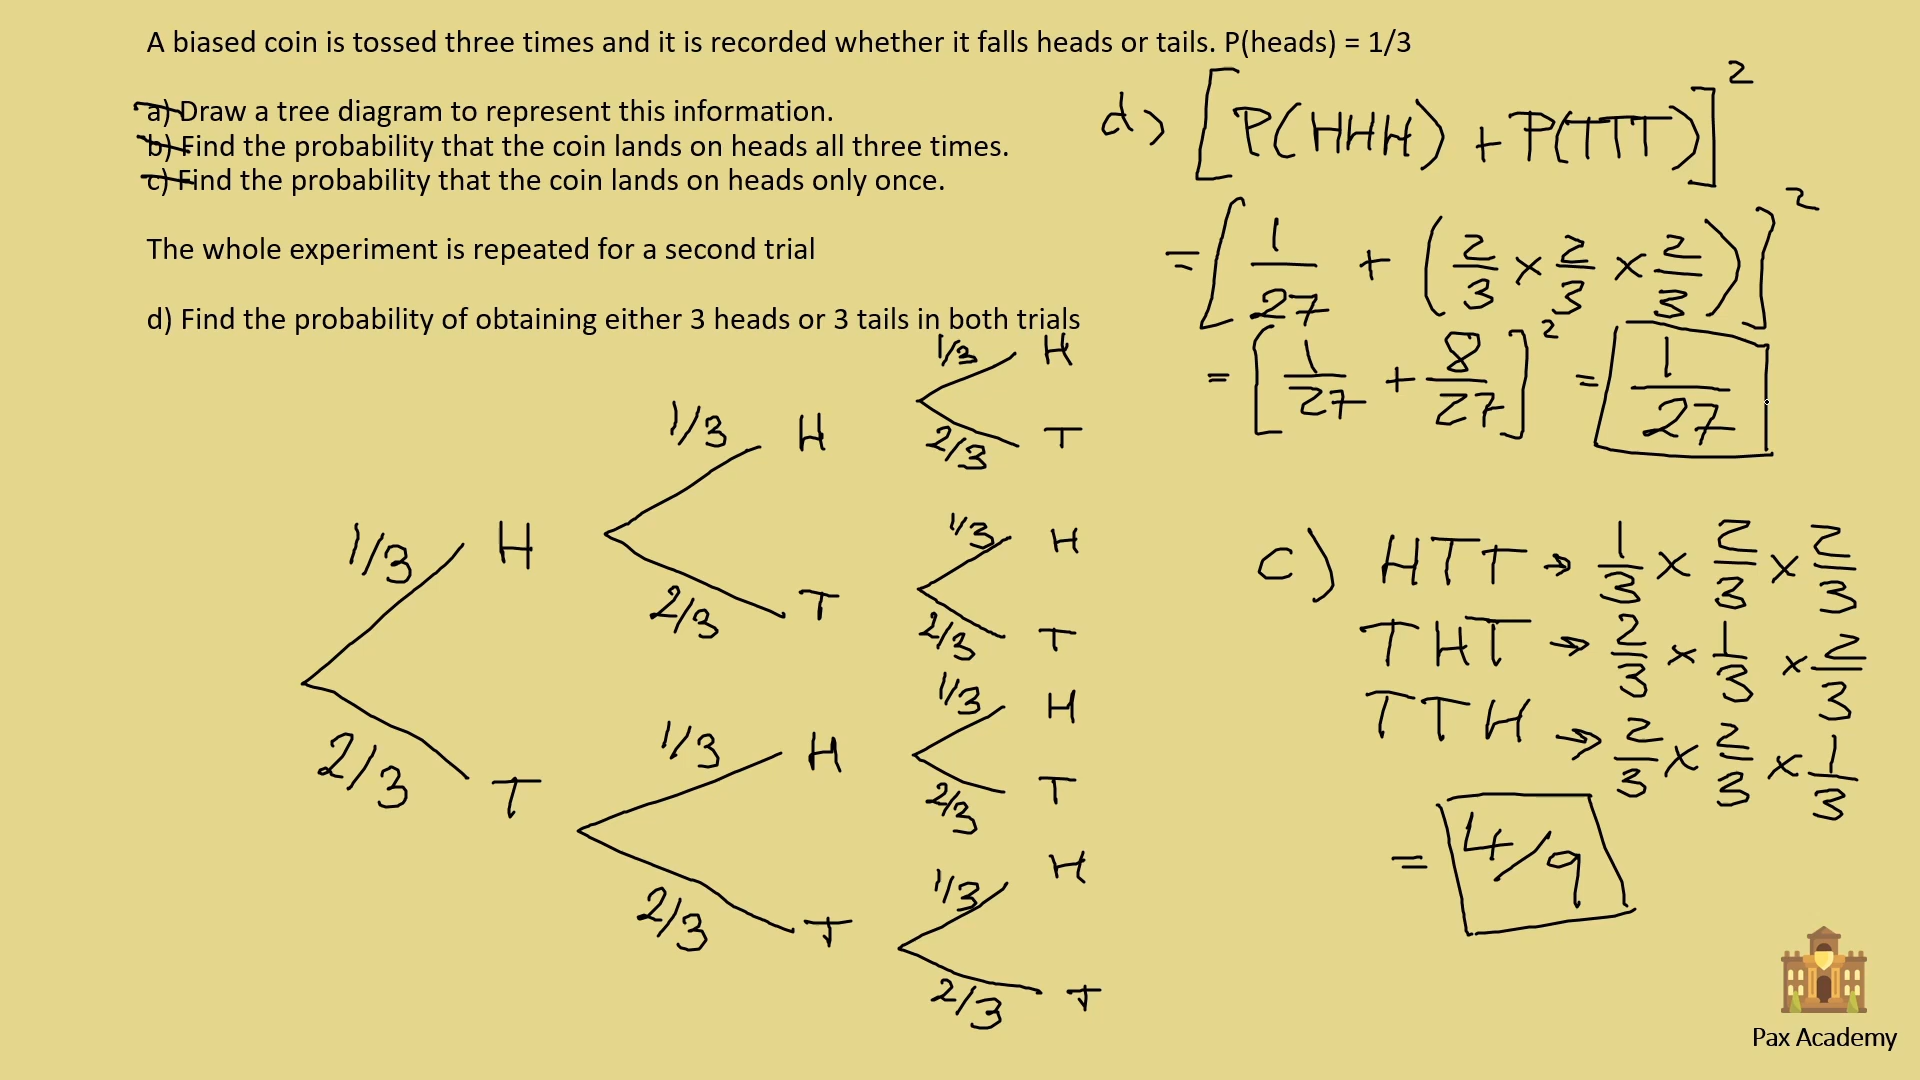 A biased coin is tossed three times and it is recorded whether it falls heads or tails. P(heads) = 1/3
a) Draw a tree diagram to represent this information.
b) Find the probability that the coin lands on heads all three times.
c) Find the probability that the coin lands on heads only once.
The whole experiment is repeated for a second trial
d) Find the probability of obtaining either 3 heads or 3 tails in both trials
d) [P(HHH) + P(TTT)]²
= [1/27 + (2/3 × 2/3 × 2/3)]²
= [1/27 + 8/27]² = 1/27
1/3 H
2/3 T
1/3 H
2/3 T
1/3 H
2/3 T
1/3 H
2/3 T
1/3 H
2/3 T
1/3 H
2/3 T
1/3 H
2/3 T
c) HTT → 1/3 × 2/3 × 2/3
THT → 2/3 × 1/3 × 2/3
TTH → 2/3 × 2/3 × 1/3
= 4/9
Pax Academy